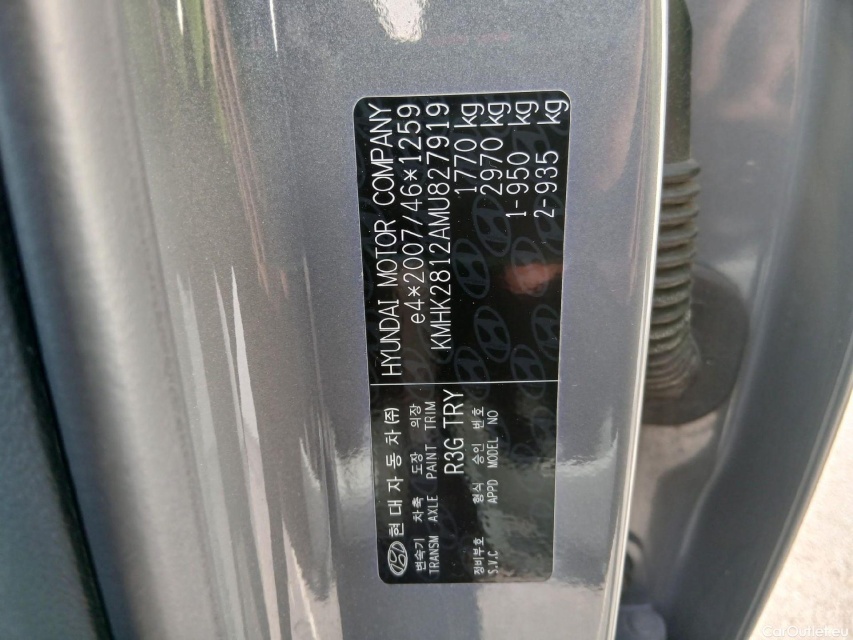 HYUNDAI MOTOR COMPANY
e4*2007/46*1259
KMHK2812AMU827919
1770 kg
2970 kg
1-950 kg
2-935 kg
현대자동차(주)
변속기 차축 도장 의장
TRANSM AXLE PAINT TRIM
R3G TRY
정비부호 형식 승인 번호
S.V.C APPD MODEL NO
CarOutlet.eu